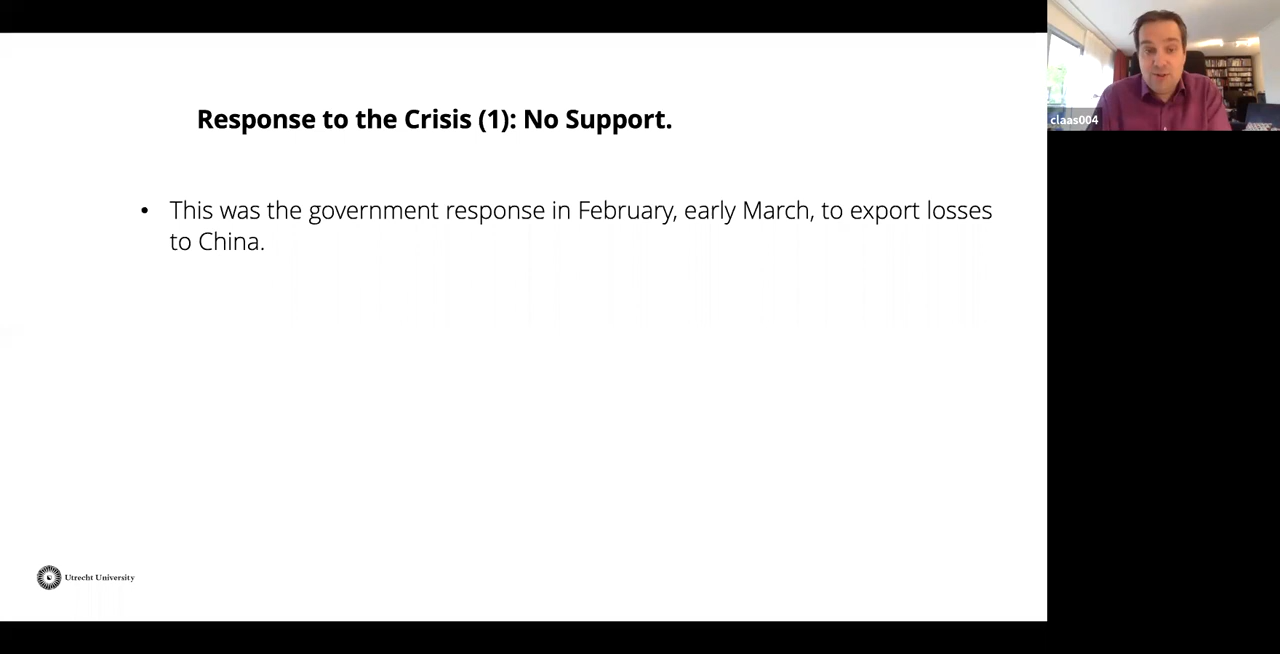 Response to the Crisis (1): No Support.
• This was the government response in February, early March, to export losses
to China.
Utrecht University
claas004